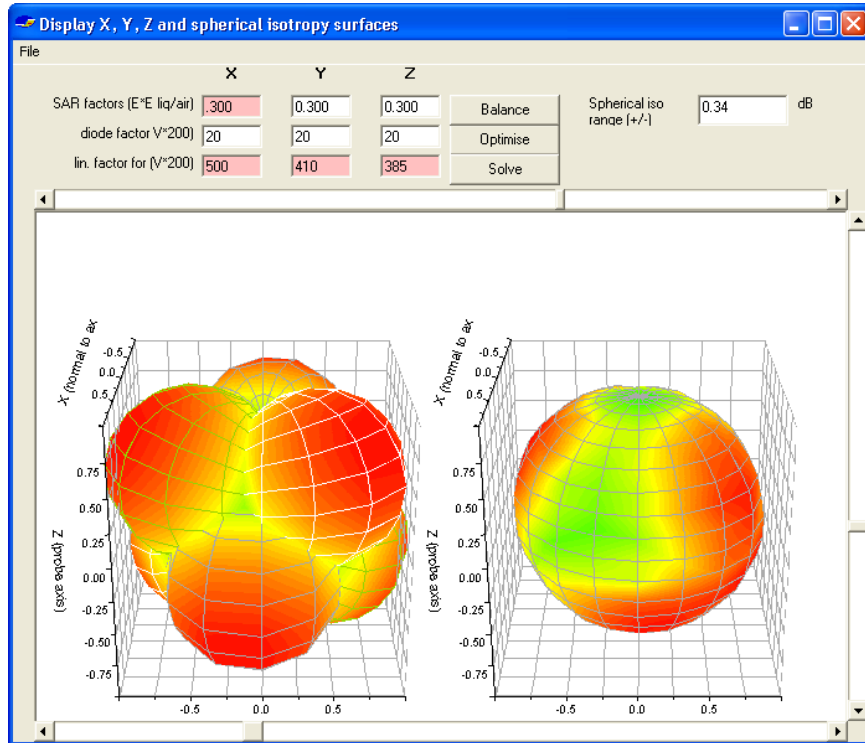 Display X, Y, Z and spherical isotropy surfaces
File
X Y Z
SAR factors (E*E liq/air) .300 0.300 0.300 Balance Spherical iso range (+/-) 0.34 dB
diode factor V*200) 20 20 20 Optimise
lin. factor for (V*200) 500 410 385 Solve
X (normal to ax
-0.5
0.0
0.5
0.75
0.50
0.25
0.00
-0.25
-0.50
-0.75
Z (probe axis)
-0.5 0.0 0.5
X (normal to ax
-0.5
0.0
0.5
0.75
0.50
0.25
0.00
-0.25
-0.50
-0.75
Z (probe axis)
-0.5 0.0 0.5